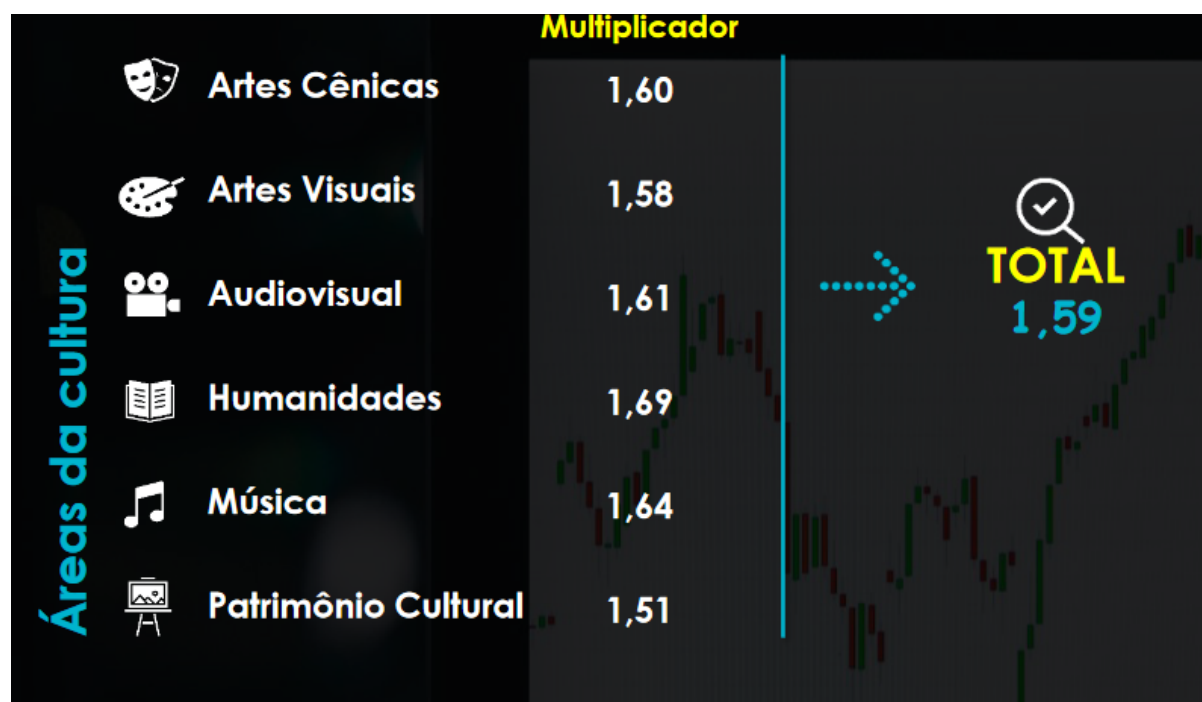 Multiplicador
Áreas da cultura
Artes Cênicas 1,60
Artes Visuais 1,58
Audiovisual 1,61
Humanidades 1,69
Música 1,64
Patrimônio Cultural 1,51
TOTAL
1,59